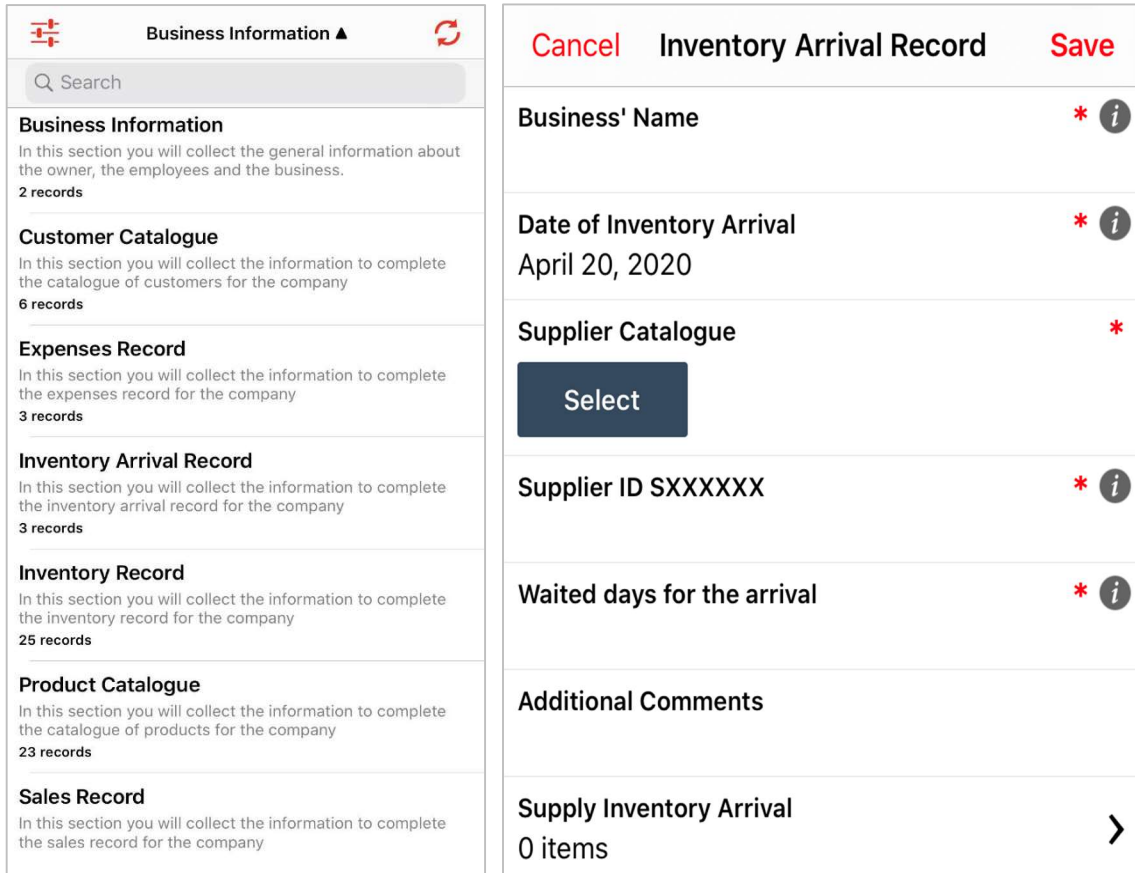 Business Information ▲
Search
Business Information
In this section you will collect the general information about
the owner, the employees and the business.
2 records
Customer Catalogue
In this section you will collect the information to complete
the catalogue of customers for the company
6 records
Expenses Record
In this section you will collect the information to complete
the expenses record for the company
3 records
Inventory Arrival Record
In this section you will collect the information to complete
the inventory arrival record for the company
3 records
Inventory Record
In this section you will collect the information to complete
the inventory record for the company
25 records
Product Catalogue
In this section you will collect the information to complete
the catalogue of products for the company
23 records
Sales Record
In this section you will collect the information to complete
the sales record for the company
Cancel Inventory Arrival Record Save
Business' Name * i
Date of Inventory Arrival * i
April 20, 2020
Supplier Catalogue *
Select
Supplier ID SXXXXXX * i
Waited days for the arrival * i
Additional Comments
Supply Inventory Arrival
0 items